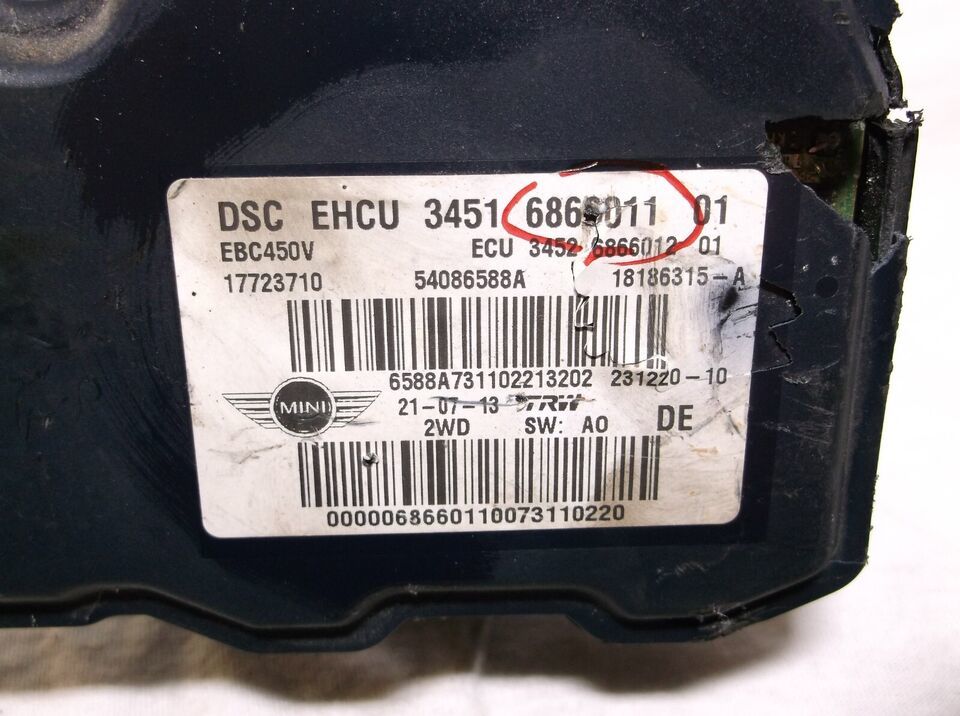 DSC EHCU 3451 6866011 01
EBC450V ECU 3452 6866012 01
17723710 54086588A 18186315-A
6588A731102213202 231220-10
MINI 21-07-13 TRW
2WD SW: A0 DE
0000068660110073110220